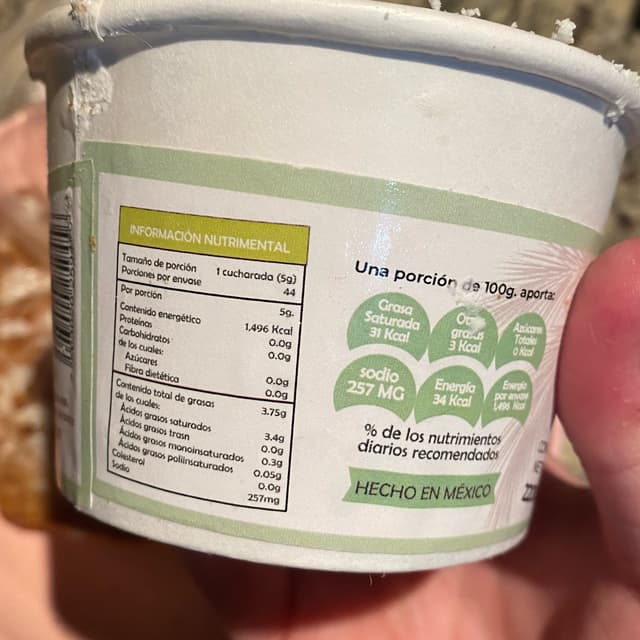 INFORMACIÓN NUTRIMENTAL
Tamaño de porción 1 cucharada (5g)
Porciones por envase 44
Por porción 5g.
Contenido energético 1,496 Kcal
Proteínas 0.0g
Carbohidratos 0.0g
de los cuales:
Azúcares 0.0g
Fibra dietética 0.0g
Contenido total de grasas 3.75g
de los cuales:
Ácidos grasos saturados 3.4g
Ácidos grasos trasn 0.0g
Ácidos grasos monoinsaturados 0.3g
Ácidos grasos poliinsaturados 0.05g
Colesterol 0.0g
Sodio 257mg
Una porción de 100g. aporta:
Grasa
Saturada
31 Kcal
3 Kcal
Azúcares
Totales
0 Kcal
sodio
257 MG
Energía
34 Kcal
Energía
por envase
1,496 Kcal
% de los nutrimientos
diarios recomendados
HECHO EN MÉXICO